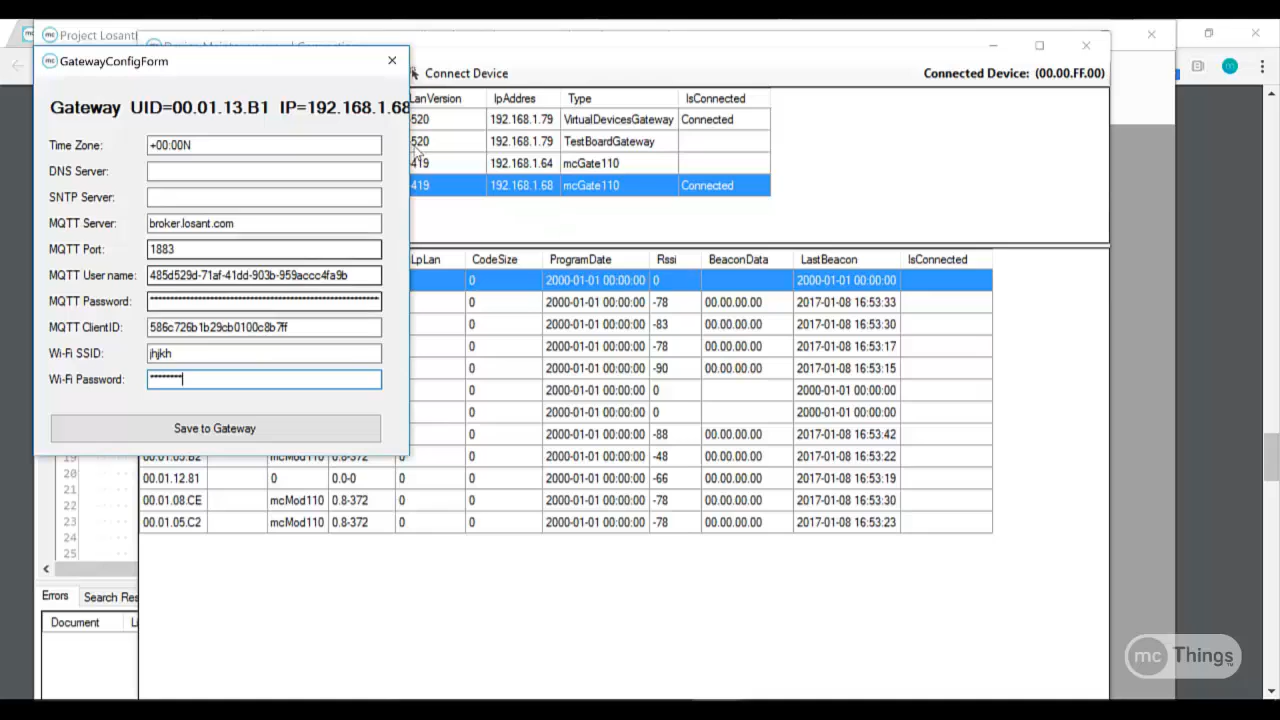 mc Project Losant
mc GatewayConfigForm
Gateway UID=00.01.13.B1 IP=192.168.1.68
Time Zone: +00:00N
DNS Server:
SNTP Server:
MQTT Server: broker.losant.com
MQTT Port: 1883
MQTT User name: 485d529d-71af-41dd-903b-959accc4fa9b
MQTT Password:
MQTT ClientID: 586c726b1b29cb0100c8b7ff
Wi-Fi SSID: jhjkh
Wi-Fi Password: ********
Save to Gateway
Connect Device Connected Device: (00.00.FF.00)
LanVersion IpAddres Type IsConnected
520 192.168.1.79 VirtualDevicesGateway Connected
520 192.168.1.79 TestBoardGateway
419 192.168.1.64 mcGate110
419 192.168.1.68 mcGate110 Connected
LpLan CodeSize ProgramDate Rssi BeaconData LastBeacon IsConnected
0 2000-01-01 00:00:00 0 2000-01-01 00:00:00
0 2000-01-01 00:00:00 -78 00.00.00.00 2017-01-08 16:53:33
0 2000-01-01 00:00:00 -83 00.00.00.00 2017-01-08 16:53:30
0 2000-01-01 00:00:00 -78 00.00.00.00 2017-01-08 16:53:17
0 2000-01-01 00:00:00 -90 00.00.00.00 2017-01-08 16:53:15
0 2000-01-01 00:00:00 0 2000-01-01 00:00:00
0 2000-01-01 00:00:00 0 2000-01-01 00:00:00
0 2000-01-01 00:00:00 -88 00.00.00.00 2017-01-08 16:53:42
00.01.05.B2 mcMod110 0.8-372 0 0 2000-01-01 00:00:00 -48 00.00.00.00 2017-01-08 16:53:22
00.01.12.81 0 0.0-0 0 0 2000-01-01 00:00:00 -66 00.00.00.00 2017-01-08 16:53:19
00.01.08.CE mcMod110 0.8-372 0 0 2000-01-01 00:00:00 -78 00.00.00.00 2017-01-08 16:53:30
00.01.05.C2 mcMod110 0.8-372 0 0 2000-01-01 00:00:00 -78 00.00.00.00 2017-01-08 16:53:23
19
20
21
22
23
24
25
Errors Search Res
Document Li
mc Things